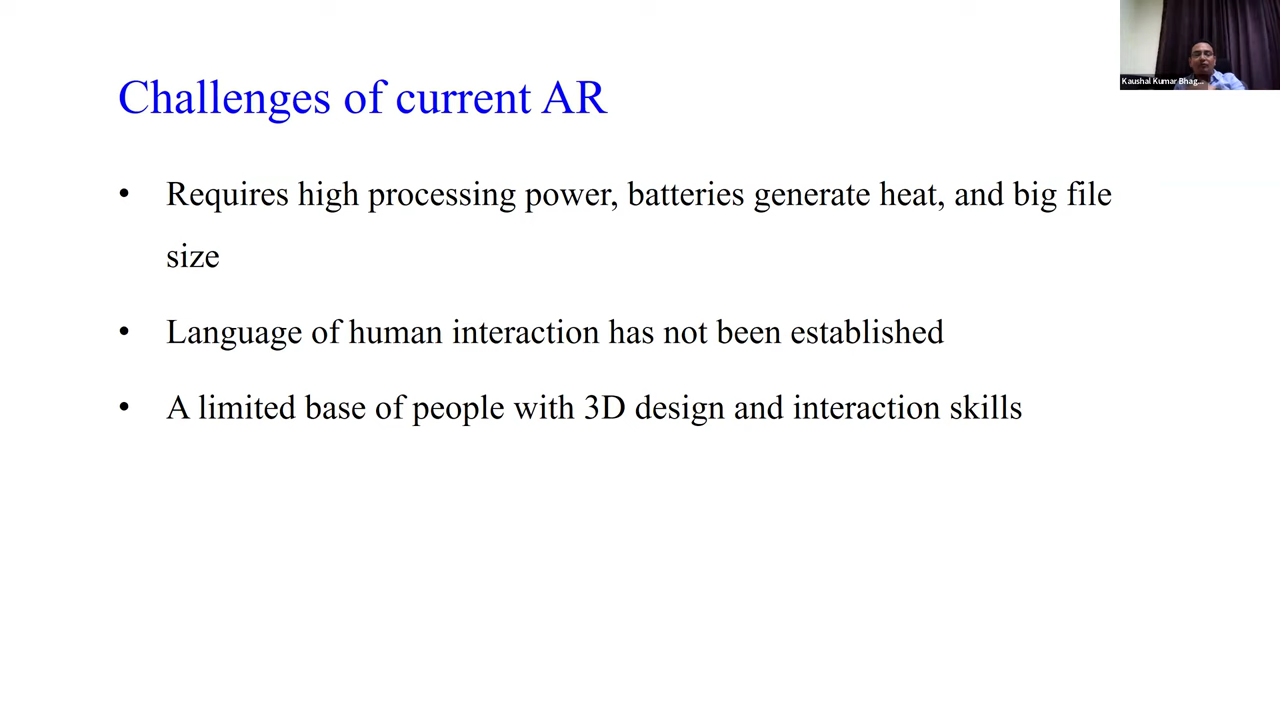 Kaushal Kumar Bhag...
Challenges of current AR
• Requires high processing power, batteries generate heat, and big file
size
• Language of human interaction has not been established
• A limited base of people with 3D design and interaction skills